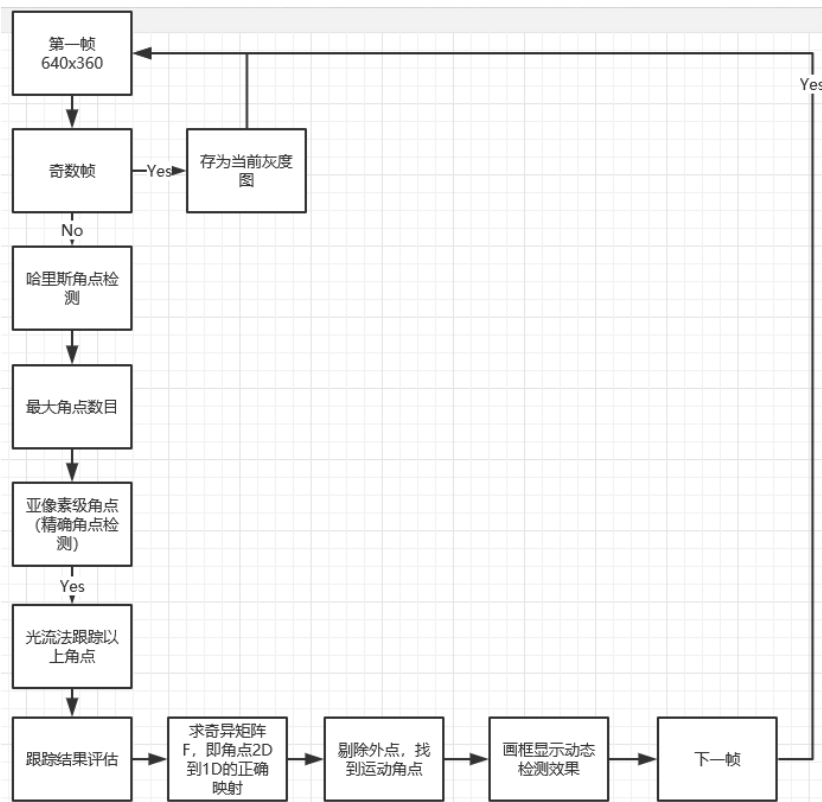 第一帧
640x360
Yes
奇数帧
Yes
存为当前灰度
图
No
哈里斯角点检
测
最大角点数目
亚像素级角点
（精确角点检
测）
Yes
光流法跟踪以
上角点
跟踪结果评估
求奇异矩阵
F，即角点2D
到1D的正确
映射
剔除外点，找
到运动角点
画框显示动态
检测效果
下一帧